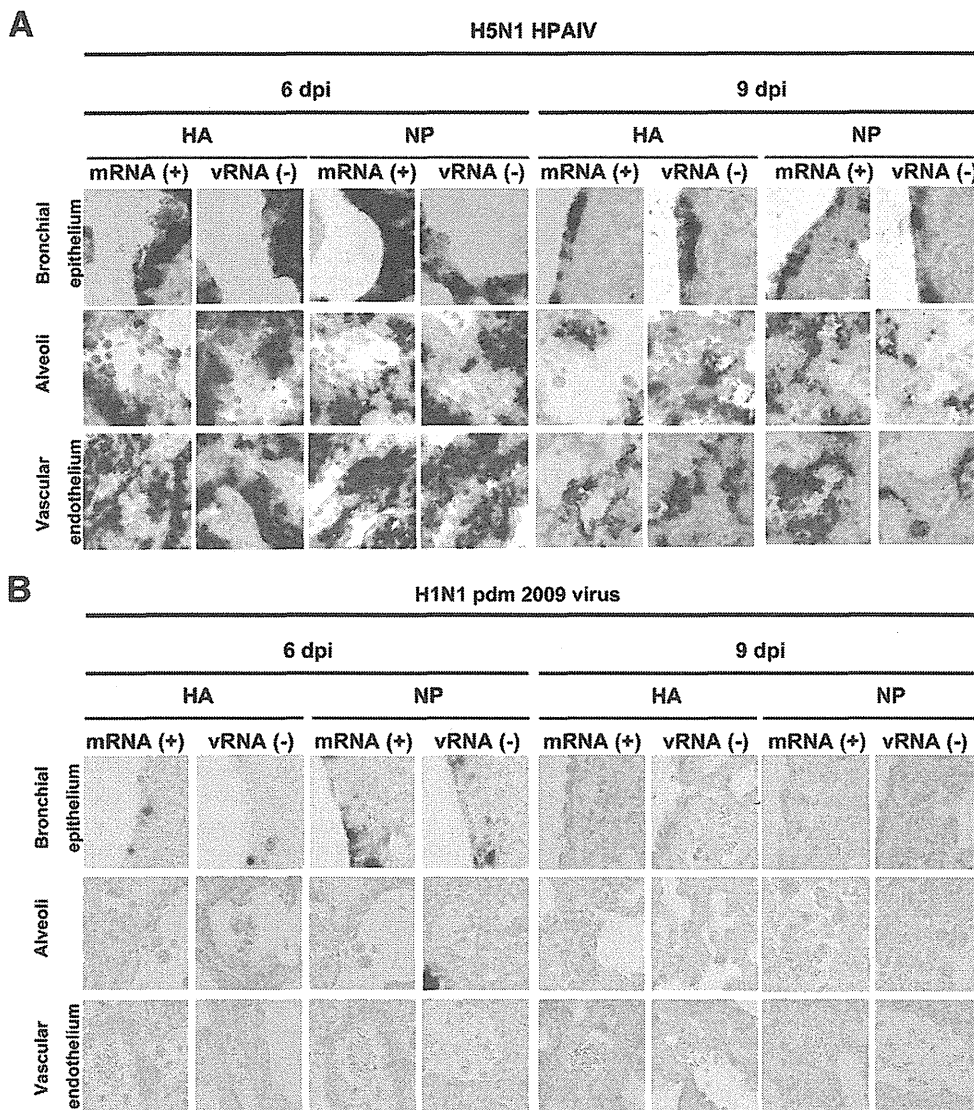 A
H5N1 HPAIV
6 dpi 9 dpi
HA NP HA NP
mRNA (+) vRNA (-) mRNA (+) vRNA (-) mRNA (+) vRNA (-) mRNA (+) vRNA (-)
Bronchial
epithelium
Alveoli
Vascular
endothelium
B
H1N1 pdm 2009 virus
6 dpi 9 dpi
HA NP HA NP
mRNA (+) vRNA (-) mRNA (+) vRNA (-) mRNA (+) vRNA (-) mRNA (+) vRNA (-)
Bronchial
epithelium
Alveoli
Vascular
endothelium